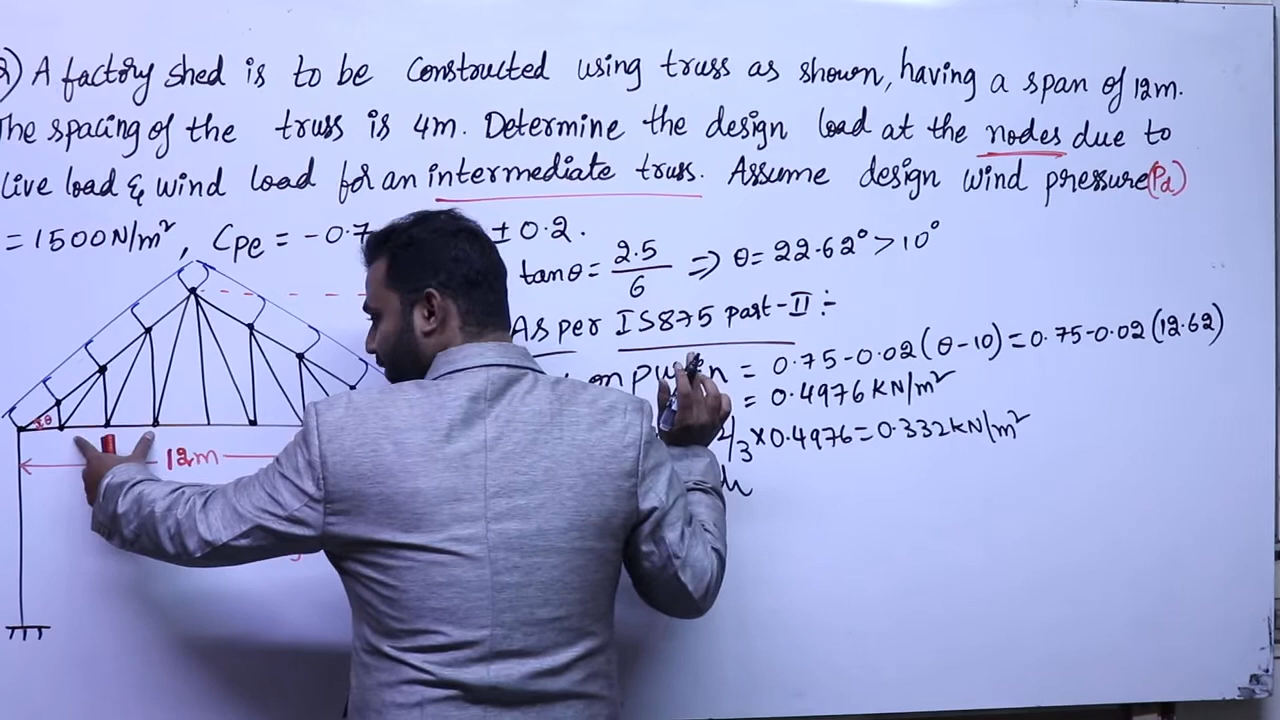 2) A factory shed is to be constructed using truss as shown, having a span of 12m.
The spacing of the truss is 4m. Determine the design load at the nodes due to
live load & wind load for an intermediate truss. Assume design wind pressure (Pd)
= 1500 N/m², Cpe = -0.7 ± 0.2.
tanθ = 2.5/6 => θ = 22.62° > 10°
As per IS875 part-II :-
on = 0.75-0.02(θ-10) = 0.75-0.02(12.62)
= 0.4976 KN/m²
2/3 × 0.4976 = 0.332 kN/m²
θ
12m